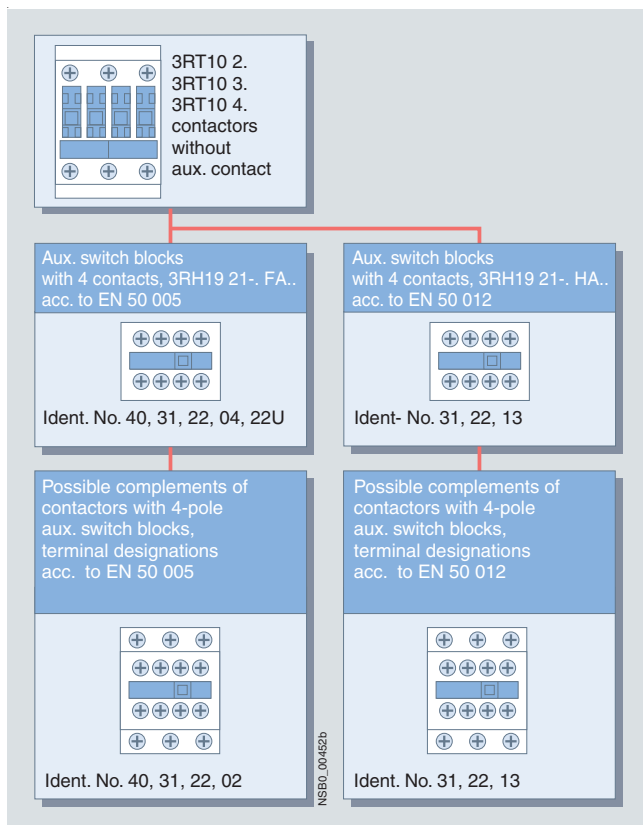 3RT10 2.
3RT10 3.
3RT10 4.
contactors
without
aux. contact
Aux. switch blocks
with 4 contacts, 3RH19 21-. FA..
acc. to EN 50 005
Ident. No. 40, 31, 22, 04, 22U
Aux. switch blocks
with 4 contacts, 3RH19 21-. HA..
acc. to EN 50 012
Ident- No. 31, 22, 13
Possible complements of
contactors with 4-pole
aux. switch blocks,
terminal designations
acc. to EN 50 005
Ident. No. 40, 31, 22, 02
Possible complements of
contactors with 4-pole
aux. switch blocks,
terminal designations
acc. to EN 50 012
Ident. No. 31, 22, 13
NSB0_00452b